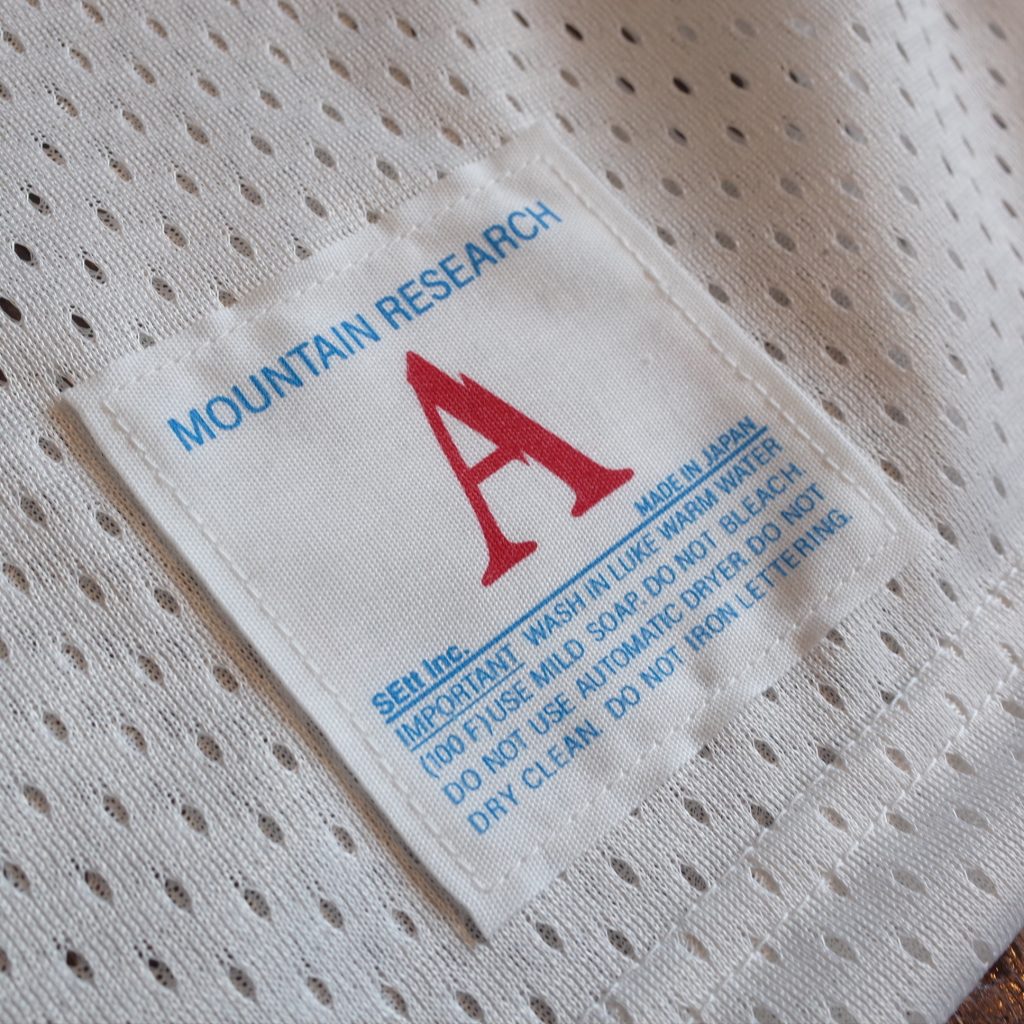 MOUNTAIN RESEARCH
A
MADE IN JAPAN
SEtt Inc.
IMPORTANT WASH IN LUKE WARM WATER
(100 F) USE MILD SOAP. DO NOT BLEACH.
DO NOT USE AUTOMATIC DRYER. DO NOT
DRY CLEAN DO NOT IRON LETTERING.